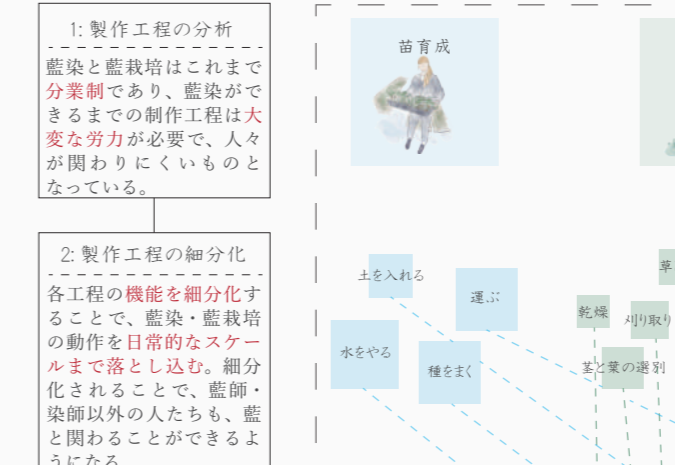 1: 製作工程の分析
藍染と藍栽培はこれまで
分業制であり、藍染がで
きるまでの制作工程は大
変な労力が必要で、人々
が関わりにくいものと
なっている。
2: 製作工程の細分化
各工程の機能を細分化す
ることで、藍染・藍栽培
の動作を日常的なスケー
ルまで落とし込む。細分
化されることで、藍師・
染師以外の人たちも、藍
と関わることができるよ
うになる
苗育成
土を入れる
運ぶ
水をやる
種をまく
草
乾燥
刈り取り
茎と葉の選別